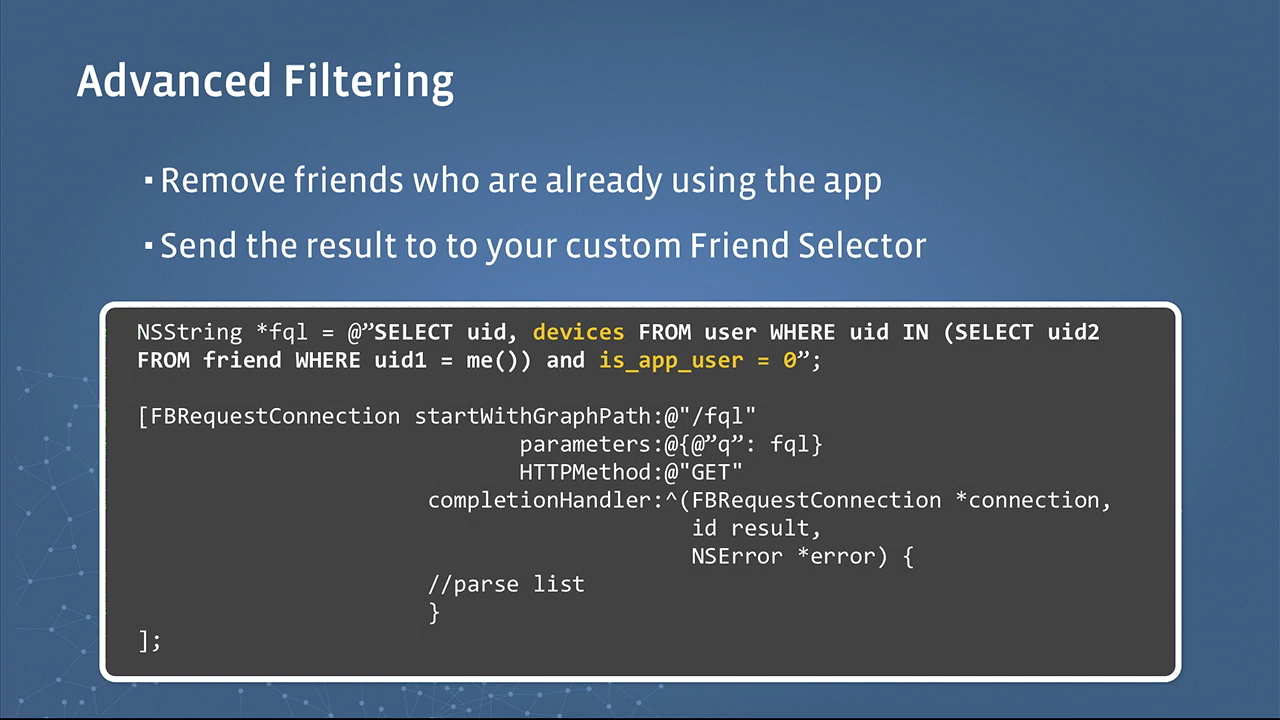 Advanced Filtering
▪ Remove friends who are already using the app
▪ Send the result to to your custom Friend Selector
NSString *fql = @”SELECT uid, devices FROM user WHERE uid IN (SELECT uid2
FROM friend WHERE uid1 = me()) and is_app_user = 0”;
[FBRequestConnection startWithGraphPath:@"/fql"
parameters:@{@”q”: fql}
HTTPMethod:@"GET"
completionHandler:^(FBRequestConnection *connection,
id result,
NSError *error) {
//parse list
}
];